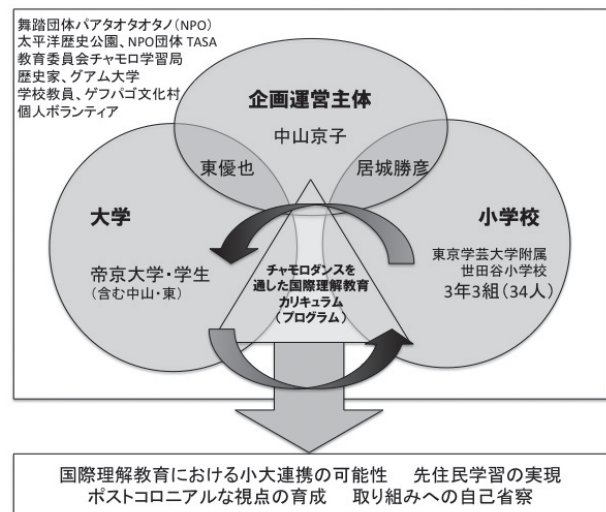 舞踏団体パアタオタオタノ（NPO）
太平洋歴史公園、NPO団体 TASA
教育委員会チャモロ学習局
歴史家、グアム大学
学校教員、ゲフパゴ文化村
個人ボランティア
企画運営主体
中山京子
東優也
居城勝彦
大学
帝京大学・学生
（含む中山・東）
小学校
東京学芸大学附属
世田谷小学校
3年3組（34人）
チャモロダンスを
通した国際理解教育
カリキュラム
（プログラム）
国際理解教育における小大連携の可能性　先住民学習の実現
ポストコロニアルな視点の育成　取り組みへの自己省察